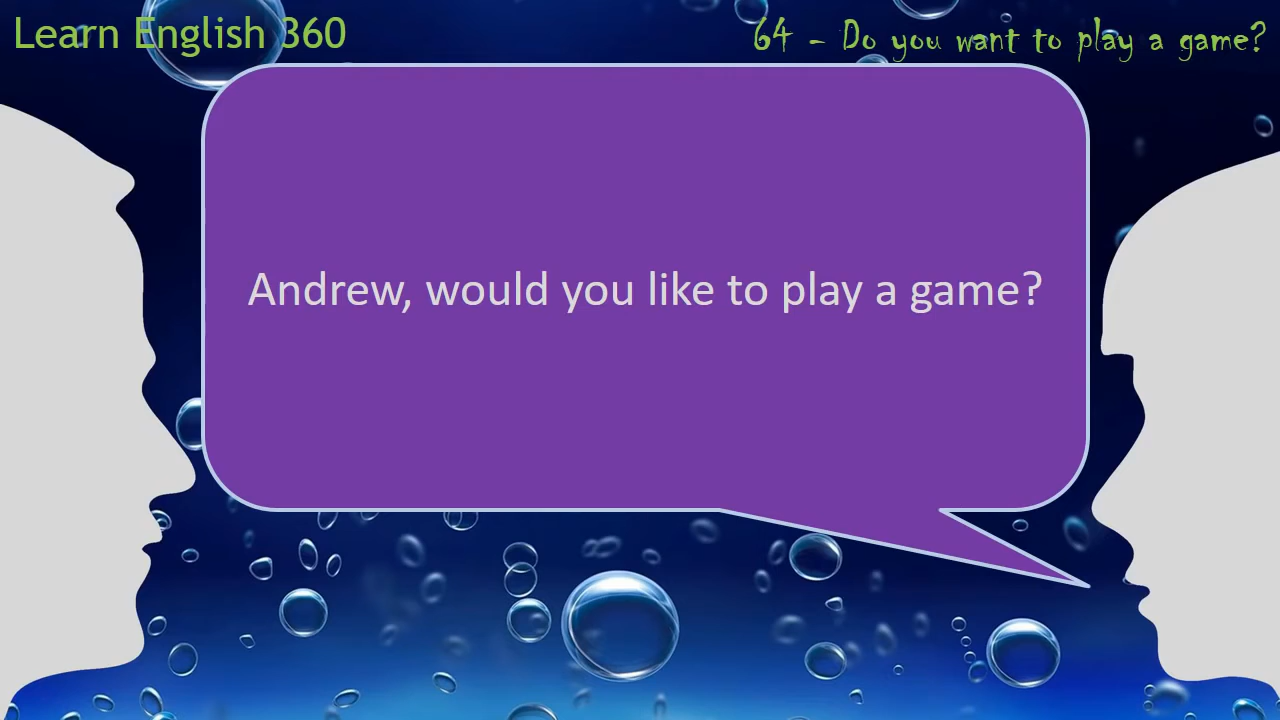 Learn English 360
64 - Do you want to play a game?
Andrew, would you like to play a game?